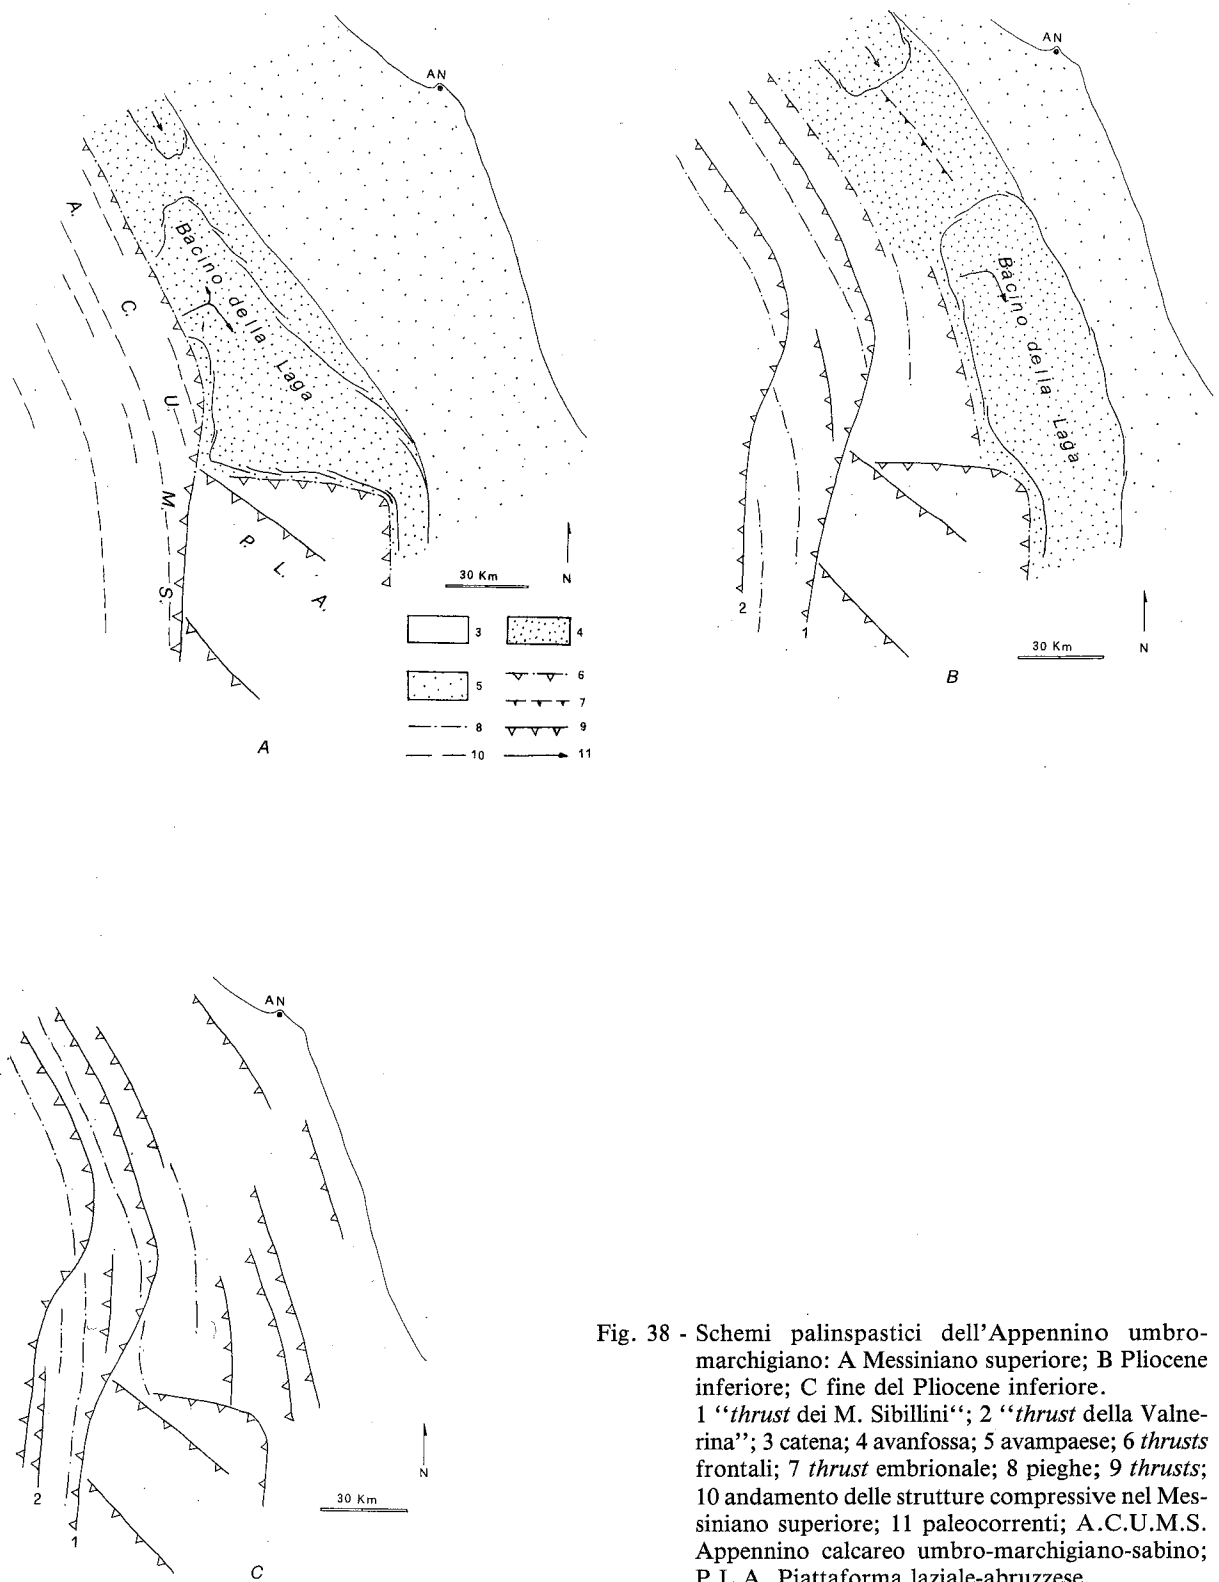 AN
AN
A.
C.
U.
M.
S.
Bacino della Laga
P.
L.
A.
30 Km
N
3
4
5
6
7
8
9
10
11
A
Bacino della Laga
2
1
30 Km
N
B
AN
2
1
30 Km
N
C
Fig. 38 - Schemi palinspastici dell'Appennino umbro-
marchigiano: A Messiniano superiore; B Pliocene
inferiore; C fine del Pliocene inferiore.
1 “thrust dei M. Sibillini“; 2 “thrust della Valne-
rina”; 3 catena; 4 avanfossa; 5 avampaese; 6 thrusts
frontali; 7 thrust embrionale; 8 pieghe; 9 thrusts;
10 andamento delle strutture compressive nel Mes-
siniano superiore; 11 paleocorrenti; A.C.U.M.S.
Appennino calcareo umbro-marchigiano-sabino;
P.L.A. Piattaforma laziale-abruzzese.